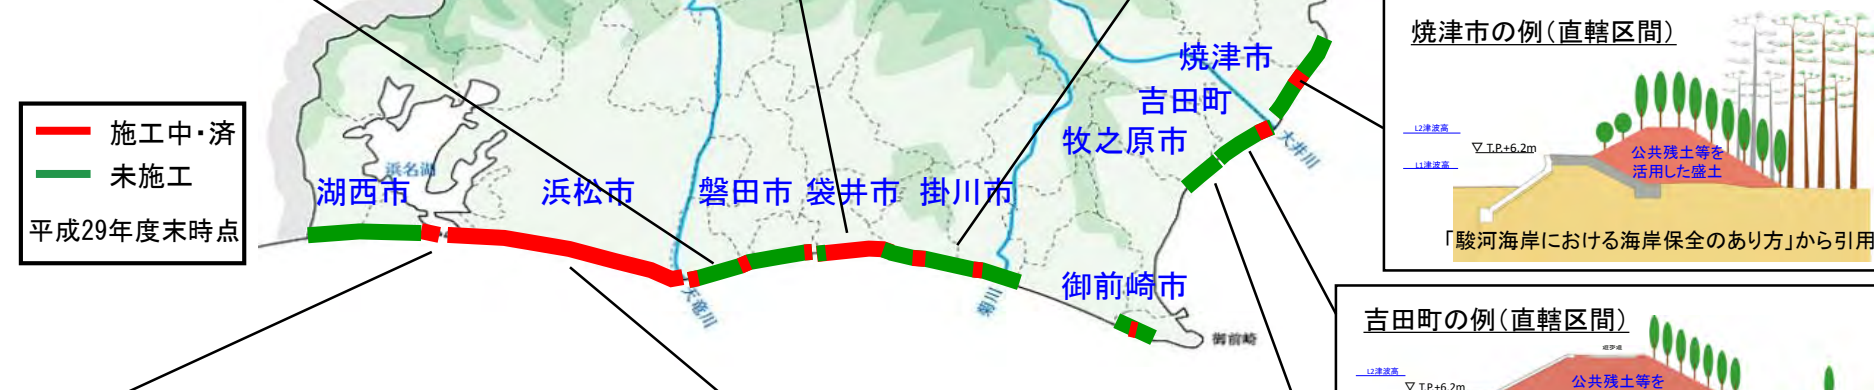 施工中・済
未施工
平成29年度末時点
浜名湖
湖西市
浜松市
磐田市
袋井市
掛川市
御前崎市
牧之原市
吉田町
焼津市
天竜川
菊川
大井川
御前崎
焼津市の例（直轄区間）
L2津波高
▽ T.P.+6.2m
L1津波高
公共残土等を
活用した盛土
「駿河海岸における海岸保全のあり方」から引用
吉田町の例（直轄区間）
遊歩道
L2津波高
▽ T.P.+6.2m
公共残土等を